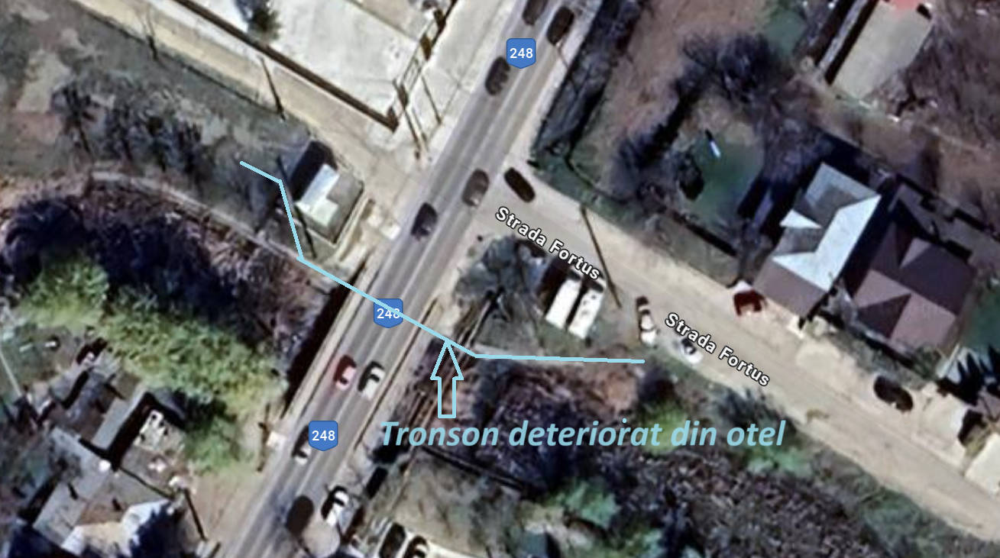 248
Strada Fortus
248
Strada Fortus
248
Tronson deteriorat din otel